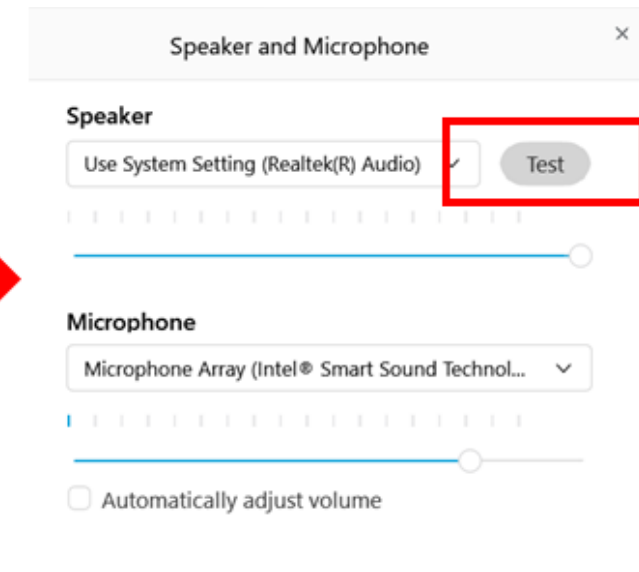 Speaker and Microphone
Speaker
Use System Setting (Realtek(R) Audio)
Test
Microphone
Microphone Array (Intel® Smart Sound Technol...
Automatically adjust volume